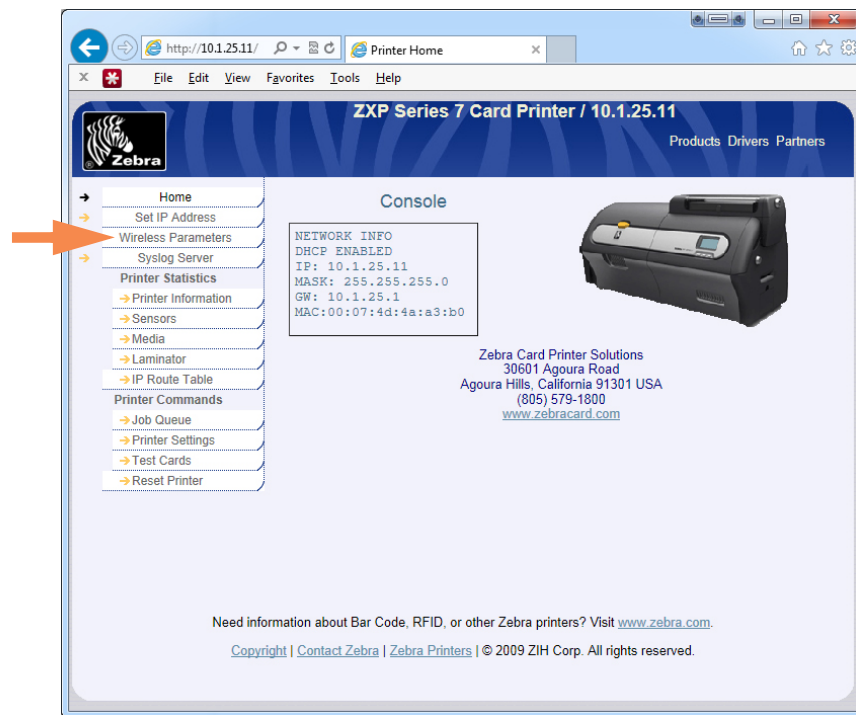 http://10.1.25.11/
Printer Home
File Edit View Favorites Tools Help
ZXP Series 7 Card Printer / 10.1.25.11
Products Drivers Partners
Zebra
Home
Set IP Address
Wireless Parameters
Syslog Server
Printer Statistics
Printer Information
Sensors
Media
Laminator
IP Route Table
Printer Commands
Job Queue
Printer Settings
Test Cards
Reset Printer
Console
NETWORK INFO
DHCP ENABLED
IP: 10.1.25.11
MASK: 255.255.255.0
GW: 10.1.25.1
MAC:00:07:4d:4a:a3:b0
Zebra Card Printer Solutions
30601 Agoura Road
Agoura Hills, California 91301 USA
(805) 579-1800
www.zebracard.com
Need information about Bar Code, RFID, or other Zebra printers? Visit www.zebra.com.
Copyright | Contact Zebra | Zebra Printers | © 2009 ZIH Corp. All rights reserved.